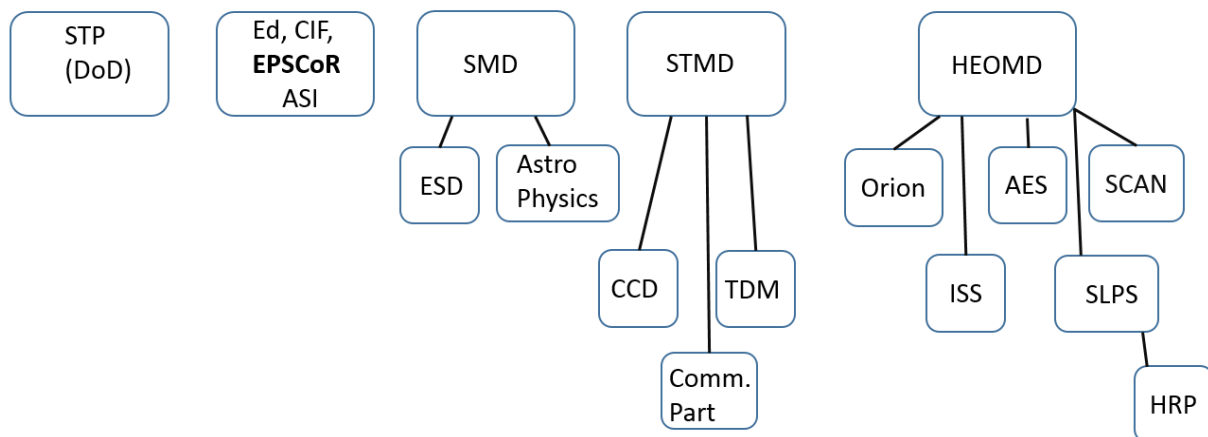 STP
(DoD)
Ed, CIF,
EPSCoR
ASI
SMD
STMD
HEOMD
ESD
Astro
Physics
Orion
AES
SCAN
CCD
TDM
ISS
SLPS
Comm.
Part
HRP